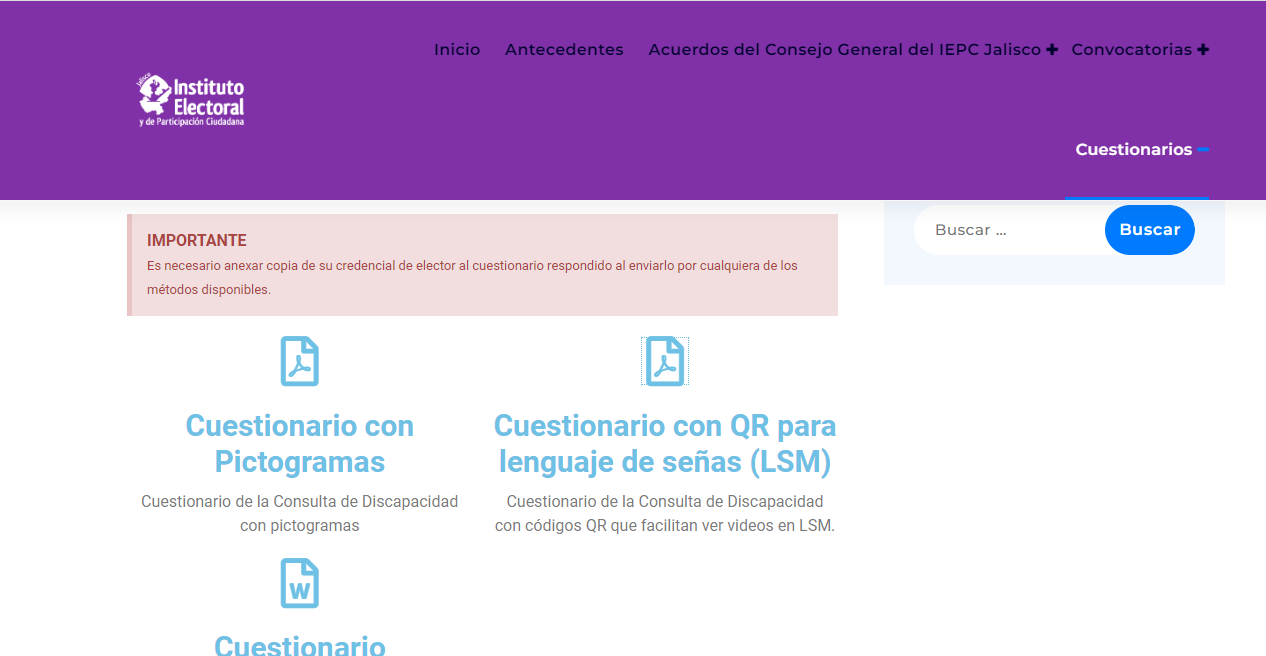 Inicio Antecedentes Acuerdos del Consejo General del IEPC Jalisco + Convocatorias +
Jalisco
Instituto
Electoral
y de Participación Ciudadana
Cuestionarios -
Buscar ... Buscar
IMPORTANTE
Es necesario anexar copia de su credencial de elector al cuestionario respondido al enviarlo por cualquiera de los
métodos disponibles.
Cuestionario con
Pictogramas
Cuestionario de la Consulta de Discapacidad
con pictogramas
Cuestionario con QR para
lenguaje de señas (LSM)
Cuestionario de la Consulta de Discapacidad
con códigos QR que facilitan ver videos en LSM.
W
Cuestionario